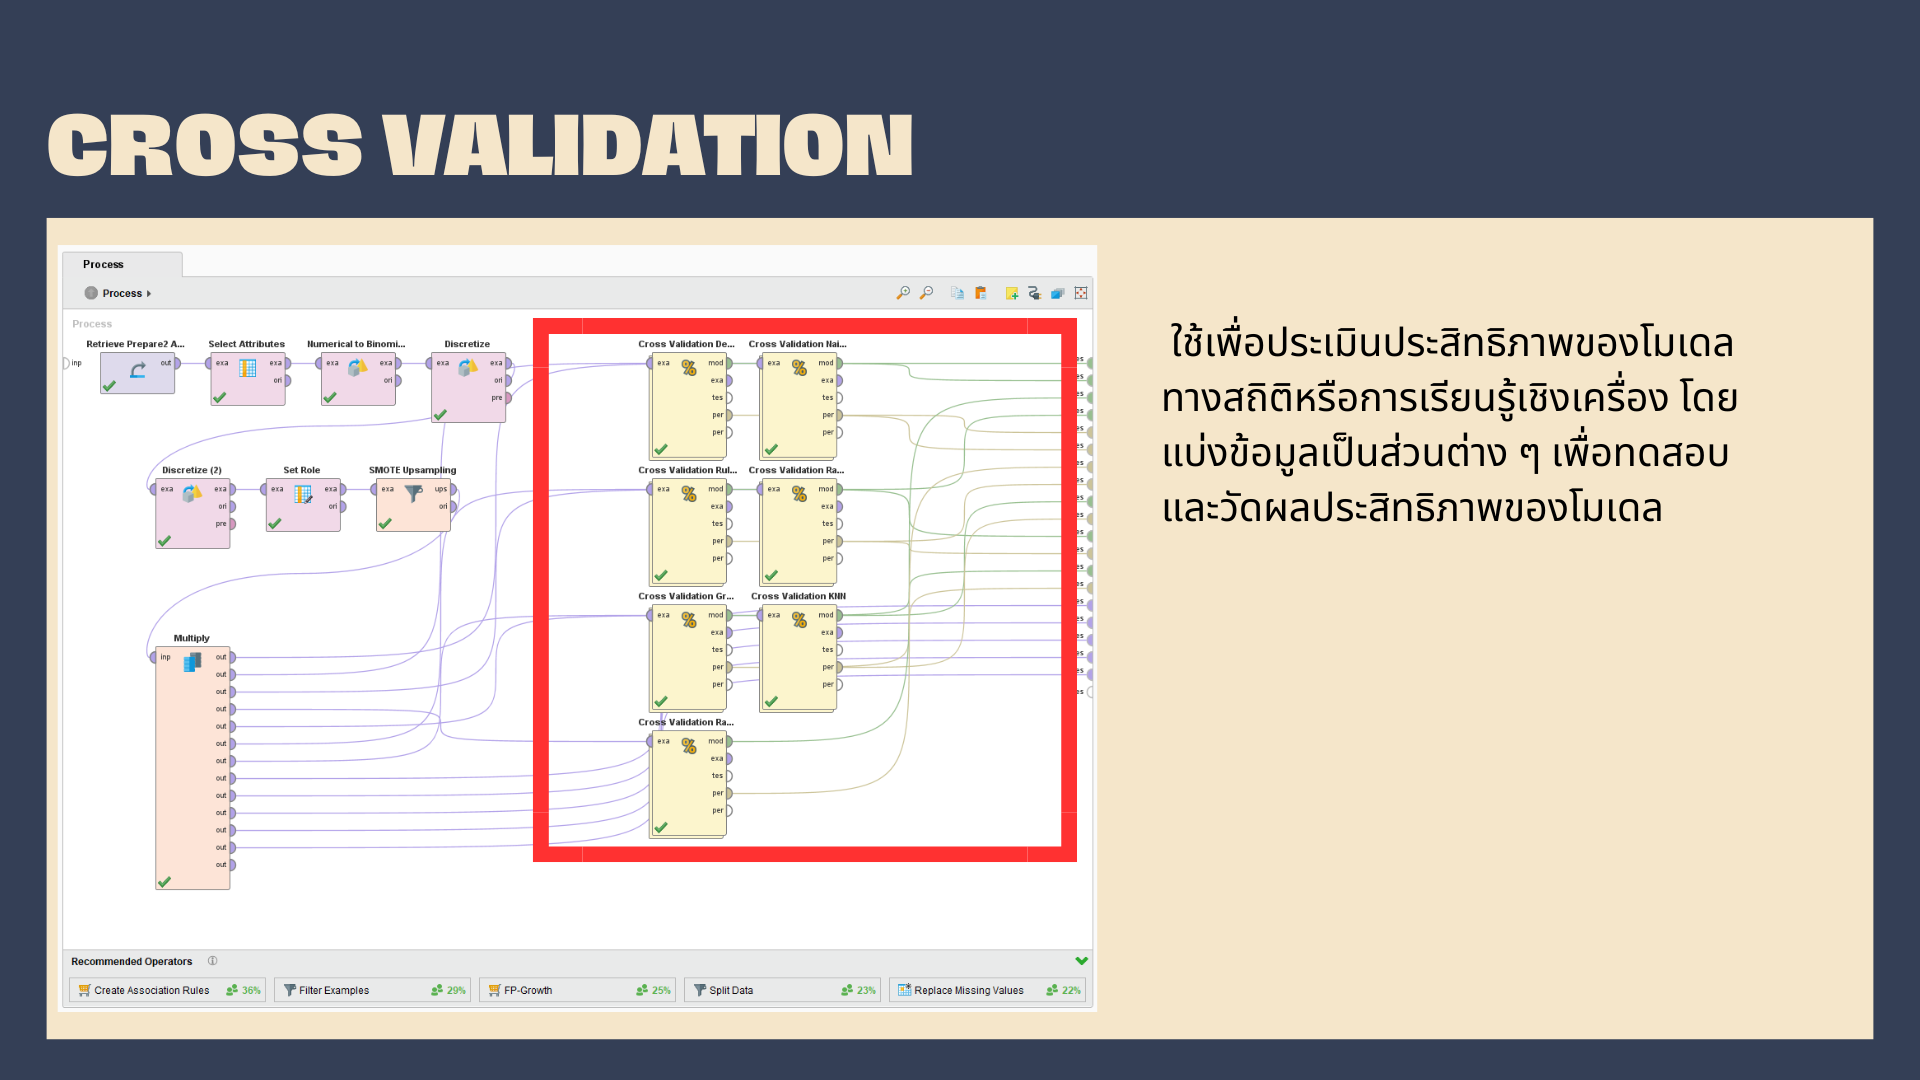 CROSS VALIDATION
Process
Process
Process
Retrieve Prepare2 A... Select Attributes Numerical to Binomi... Discretize Cross Validation De... Cross Validation Nai...
inp out exa exa exa exa exa exa exa mod exa mod
ori ori ori exa exa
pre tes tes
per per
per per
Discretize (2) Set Role SMOTE Upsampling Cross Validation Rul... Cross Validation Ra...
exa exa exa exa exa ups exa mod exa mod
ori ori ori exa exa
pre tes tes
per per
per per
Cross Validation Gr... Cross Validation KNN
exa mod exa mod
exa exa
tes tes
per per
per per
Multiply
inp out
out
out
out
out
out
out
out
out
out
out
out
out
Cross Validation Ra...
exa mod
exa
tes
per
per
Recommended Operators
Create Association Rules 36% Filter Examples 29% FP-Growth 25% Split Data 23% Replace Missing Values 22%
ใช้เพื่อประเมินประสิทธิภาพของโมเดล
ทางสถิติหรือการเรียนรู้เชิงเครื่อง โดย
แบ่งข้อมูลเป็นส่วนต่าง ๆ เพื่อทดสอบ
และวัดผลประสิทธิภาพของโมเดล